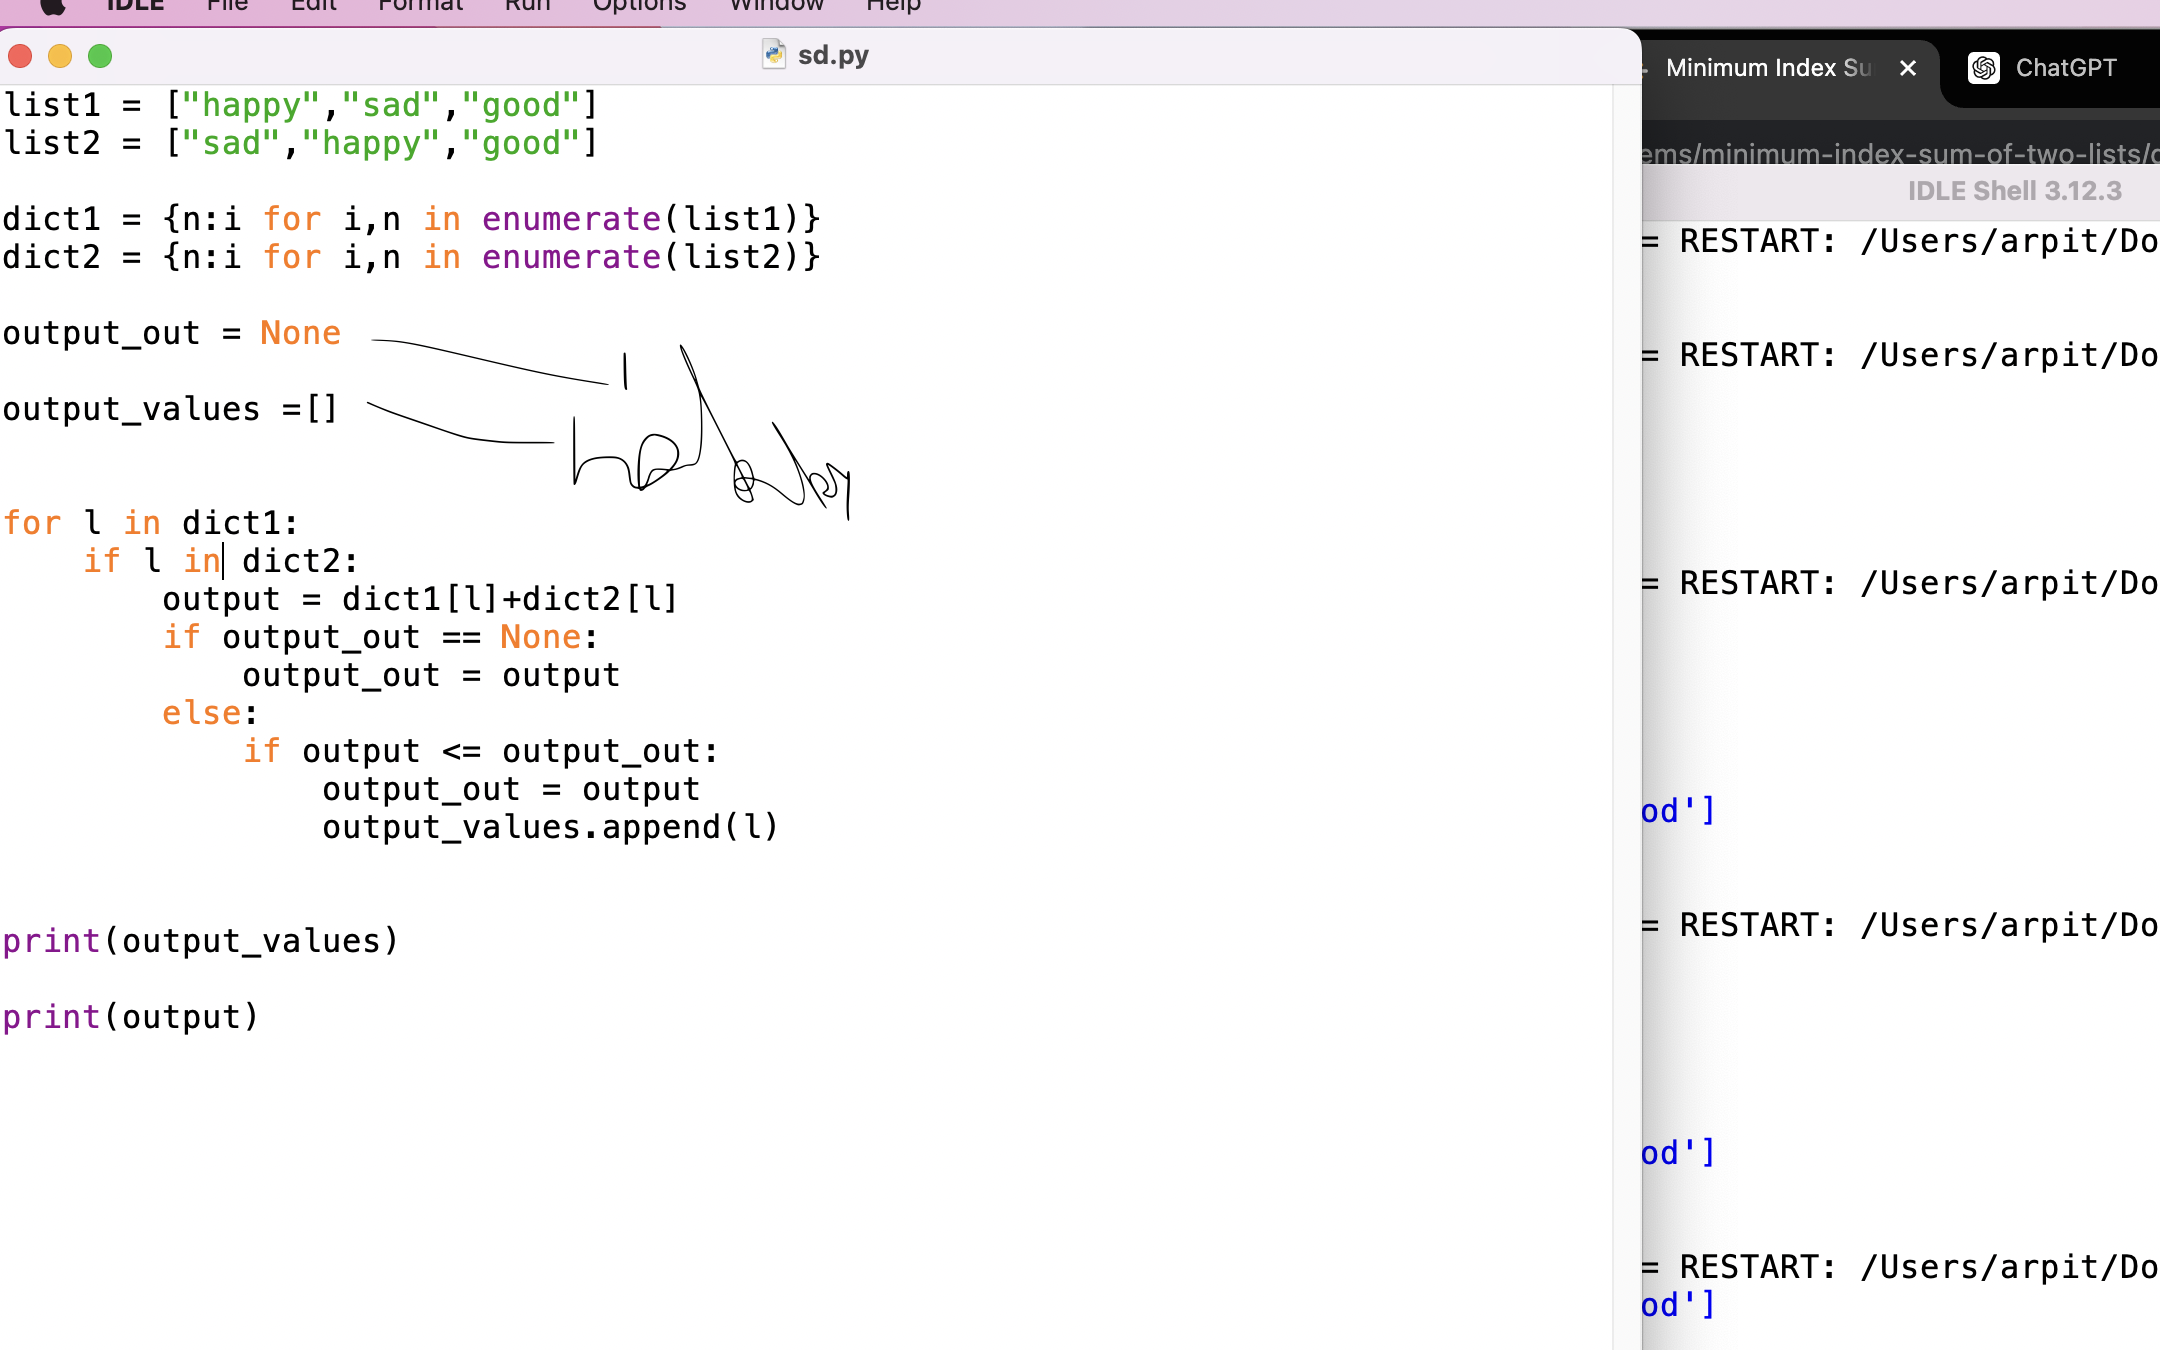 IDLE File Edit Format Run Options Window Help
sd.py
list1 = ["happy","sad","good"]
list2 = ["sad","happy","good"]
dict1 = {n:i for i,n in enumerate(list1)}
dict2 = {n:i for i,n in enumerate(list2)}
output_out = None
1
output_values =[]
for l in dict1:
    if l in dict2:
        output = dict1[l]+dict2[l]
        if output_out == None:
            output_out = output
        else:
            if output <= output_out:
                output_out = output
                output_values.append(l)
print(output_values)
print(output)
Minimum Index Su
ChatGPT
ems/minimum-index-sum-of-two-lists/
IDLE Shell 3.12.3
= RESTART: /Users/arpit/Do
= RESTART: /Users/arpit/Do
= RESTART: /Users/arpit/Do
od']
= RESTART: /Users/arpit/Do
od']
= RESTART: /Users/arpit/Do
od']